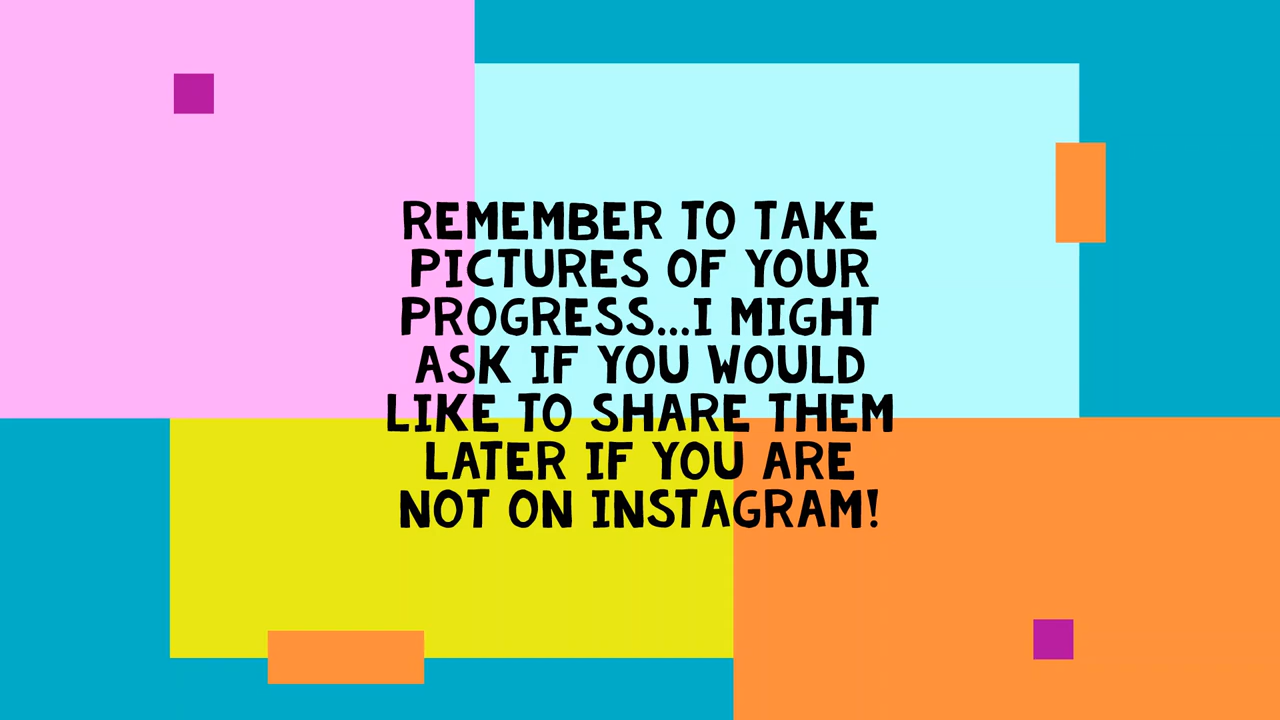 REMEMBER TO TAKE
PICTURES OF YOUR
PROGRESS...I MIGHT
ASK IF YOU WOULD
LIKE TO SHARE THEM
LATER IF YOU ARE
NOT ON INSTAGRAM!